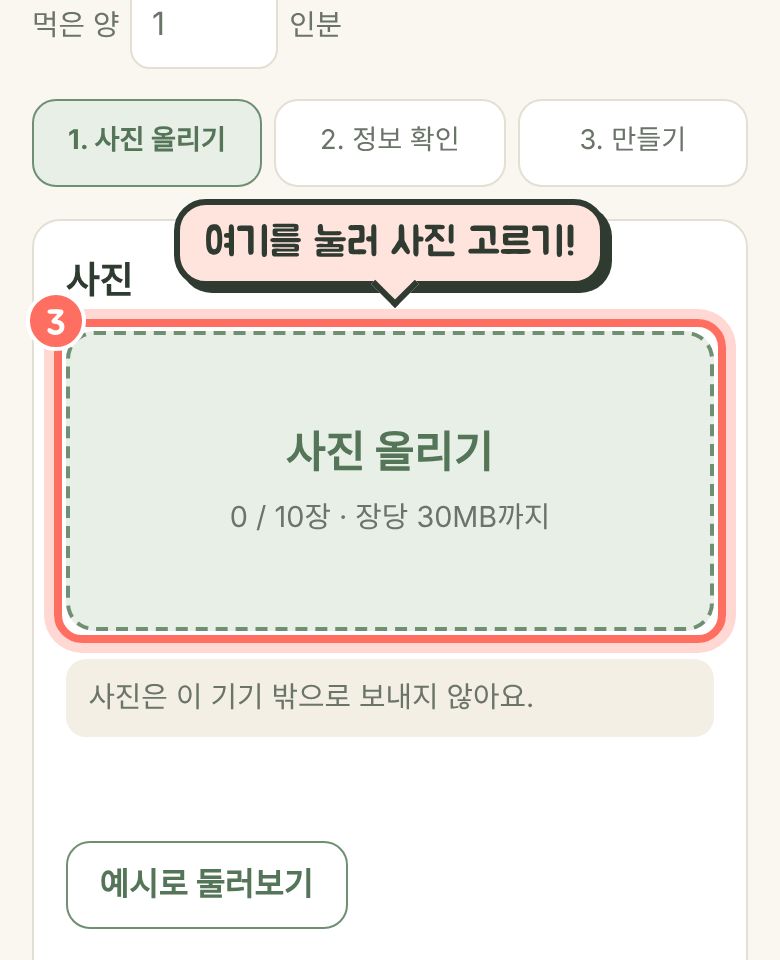 먹은 양 1 인분
1. 사진 올리기 2. 정보 확인 3. 만들기
여기를 눌러 사진 고르기!
사진
3
사진 올리기
0 / 10장 · 장당 30MB까지
사진은 이 기기 밖으로 보내지 않아요.
예시로 둘러보기